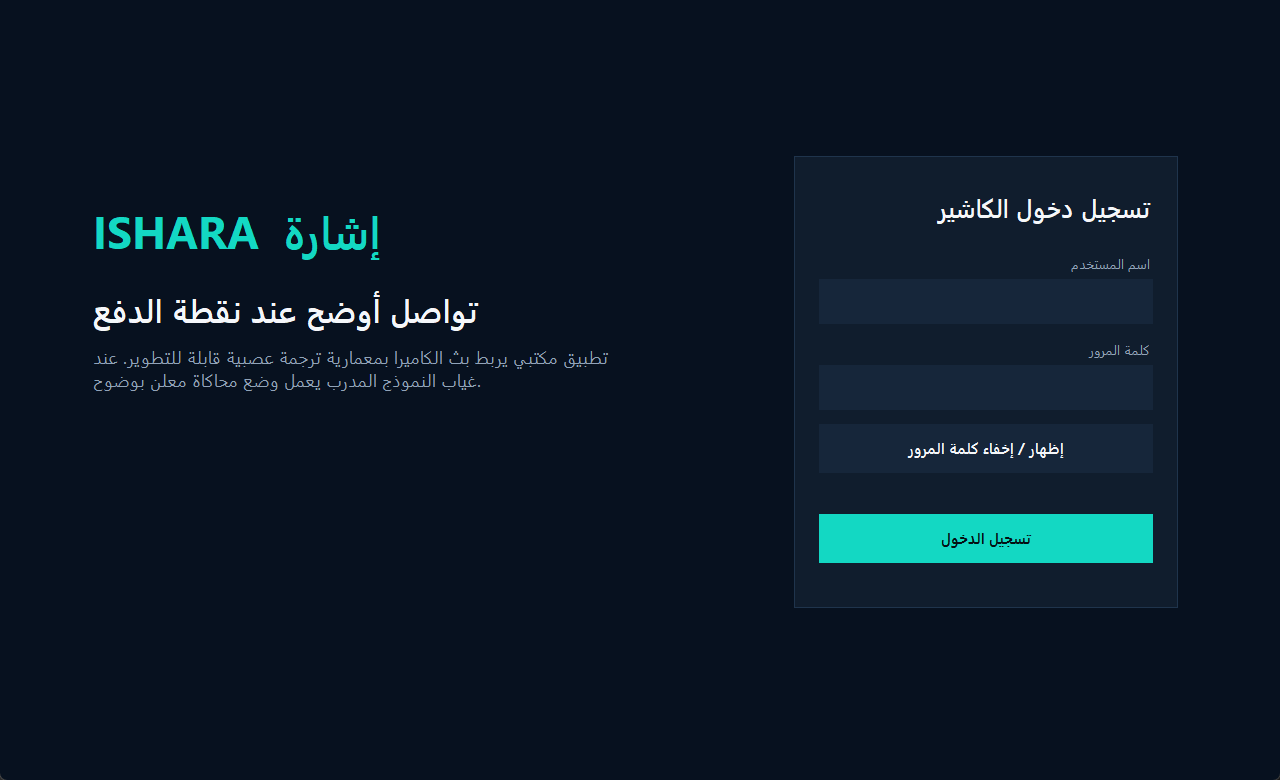 ISHARA إشارة
تواصل أوضح عند نقطة الدفع
تطبيق مكتبي يربط بث الكاميرا بمعمارية ترجمة عصبية قابلة للتطوير. عند
غياب النموذج المدرب يعمل وضع محاكاة معلن بوضوح.
تسجيل دخول الكاشير
اسم المستخدم
كلمة المرور
إظهار / إخفاء كلمة المرور
تسجيل الدخول